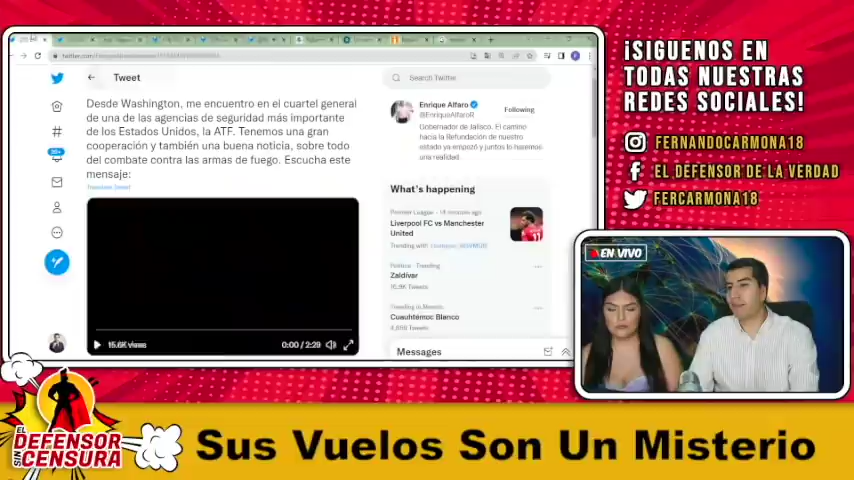 Tweet
Desde Washington, me encuentro en el cuartel general
de una de las agencias de seguridad más importante
de los Estados Unidos, la ATF. Tenemos una gran
cooperación y también una buena noticia, sobre todo
del combate contra las armas de fuego. Escucha este
mensaje:
Translate Tweet
15.6K views
0:00 / 2:29
Search Twitter
Enrique Alfaro
@EnriqueAlfaroR
Following
Gobernador de Jalisco. El camino
hacia la Refundación de nuestro
estado ya empezó y juntos lo haremos
una realidad
What's happening
Premier League · 14 minutes ago
Liverpool FC vs Manchester
United
Trending with
Politics · Trending
Zaldívar
Trending in Mexico
Cuauhtémoc Blanco
Messages
¡SIGUENOS EN
TODAS NUESTRAS
REDES SOCIALES!
FERNANDOCARMONA18
EL DEFENSOR DE LA VERDAD
FERCARMONA18
EN VIVO
EL
DEFENSOR
SIN
CENSURA
Sus Vuelos Son Un Misterio